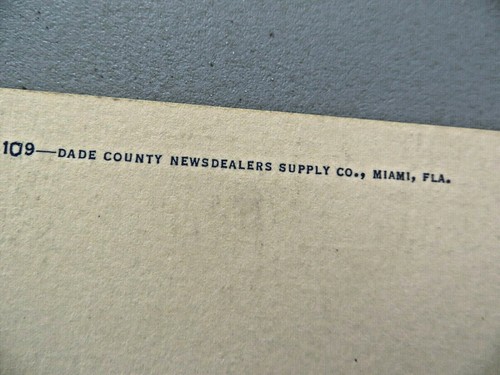 109—DADE COUNTY NEWSDEALERS SUPPLY CO., MIAMI, FLA.